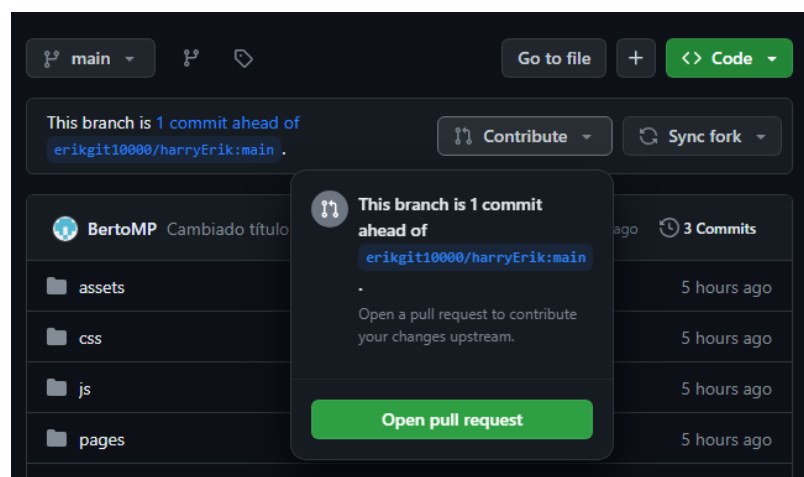 main
Go to file
Code
This branch is 1 commit ahead of
erikgit10000/harryErik:main .
Contribute
Sync fork
This branch is 1 commit
ahead of
erikgit10000/harryErik:main
.
Open a pull request to contribute
your changes upstream.
Open pull request
BertoMP Cambiado título
ago
3 Commits
assets
5 hours ago
css
5 hours ago
js
5 hours ago
pages
5 hours ago